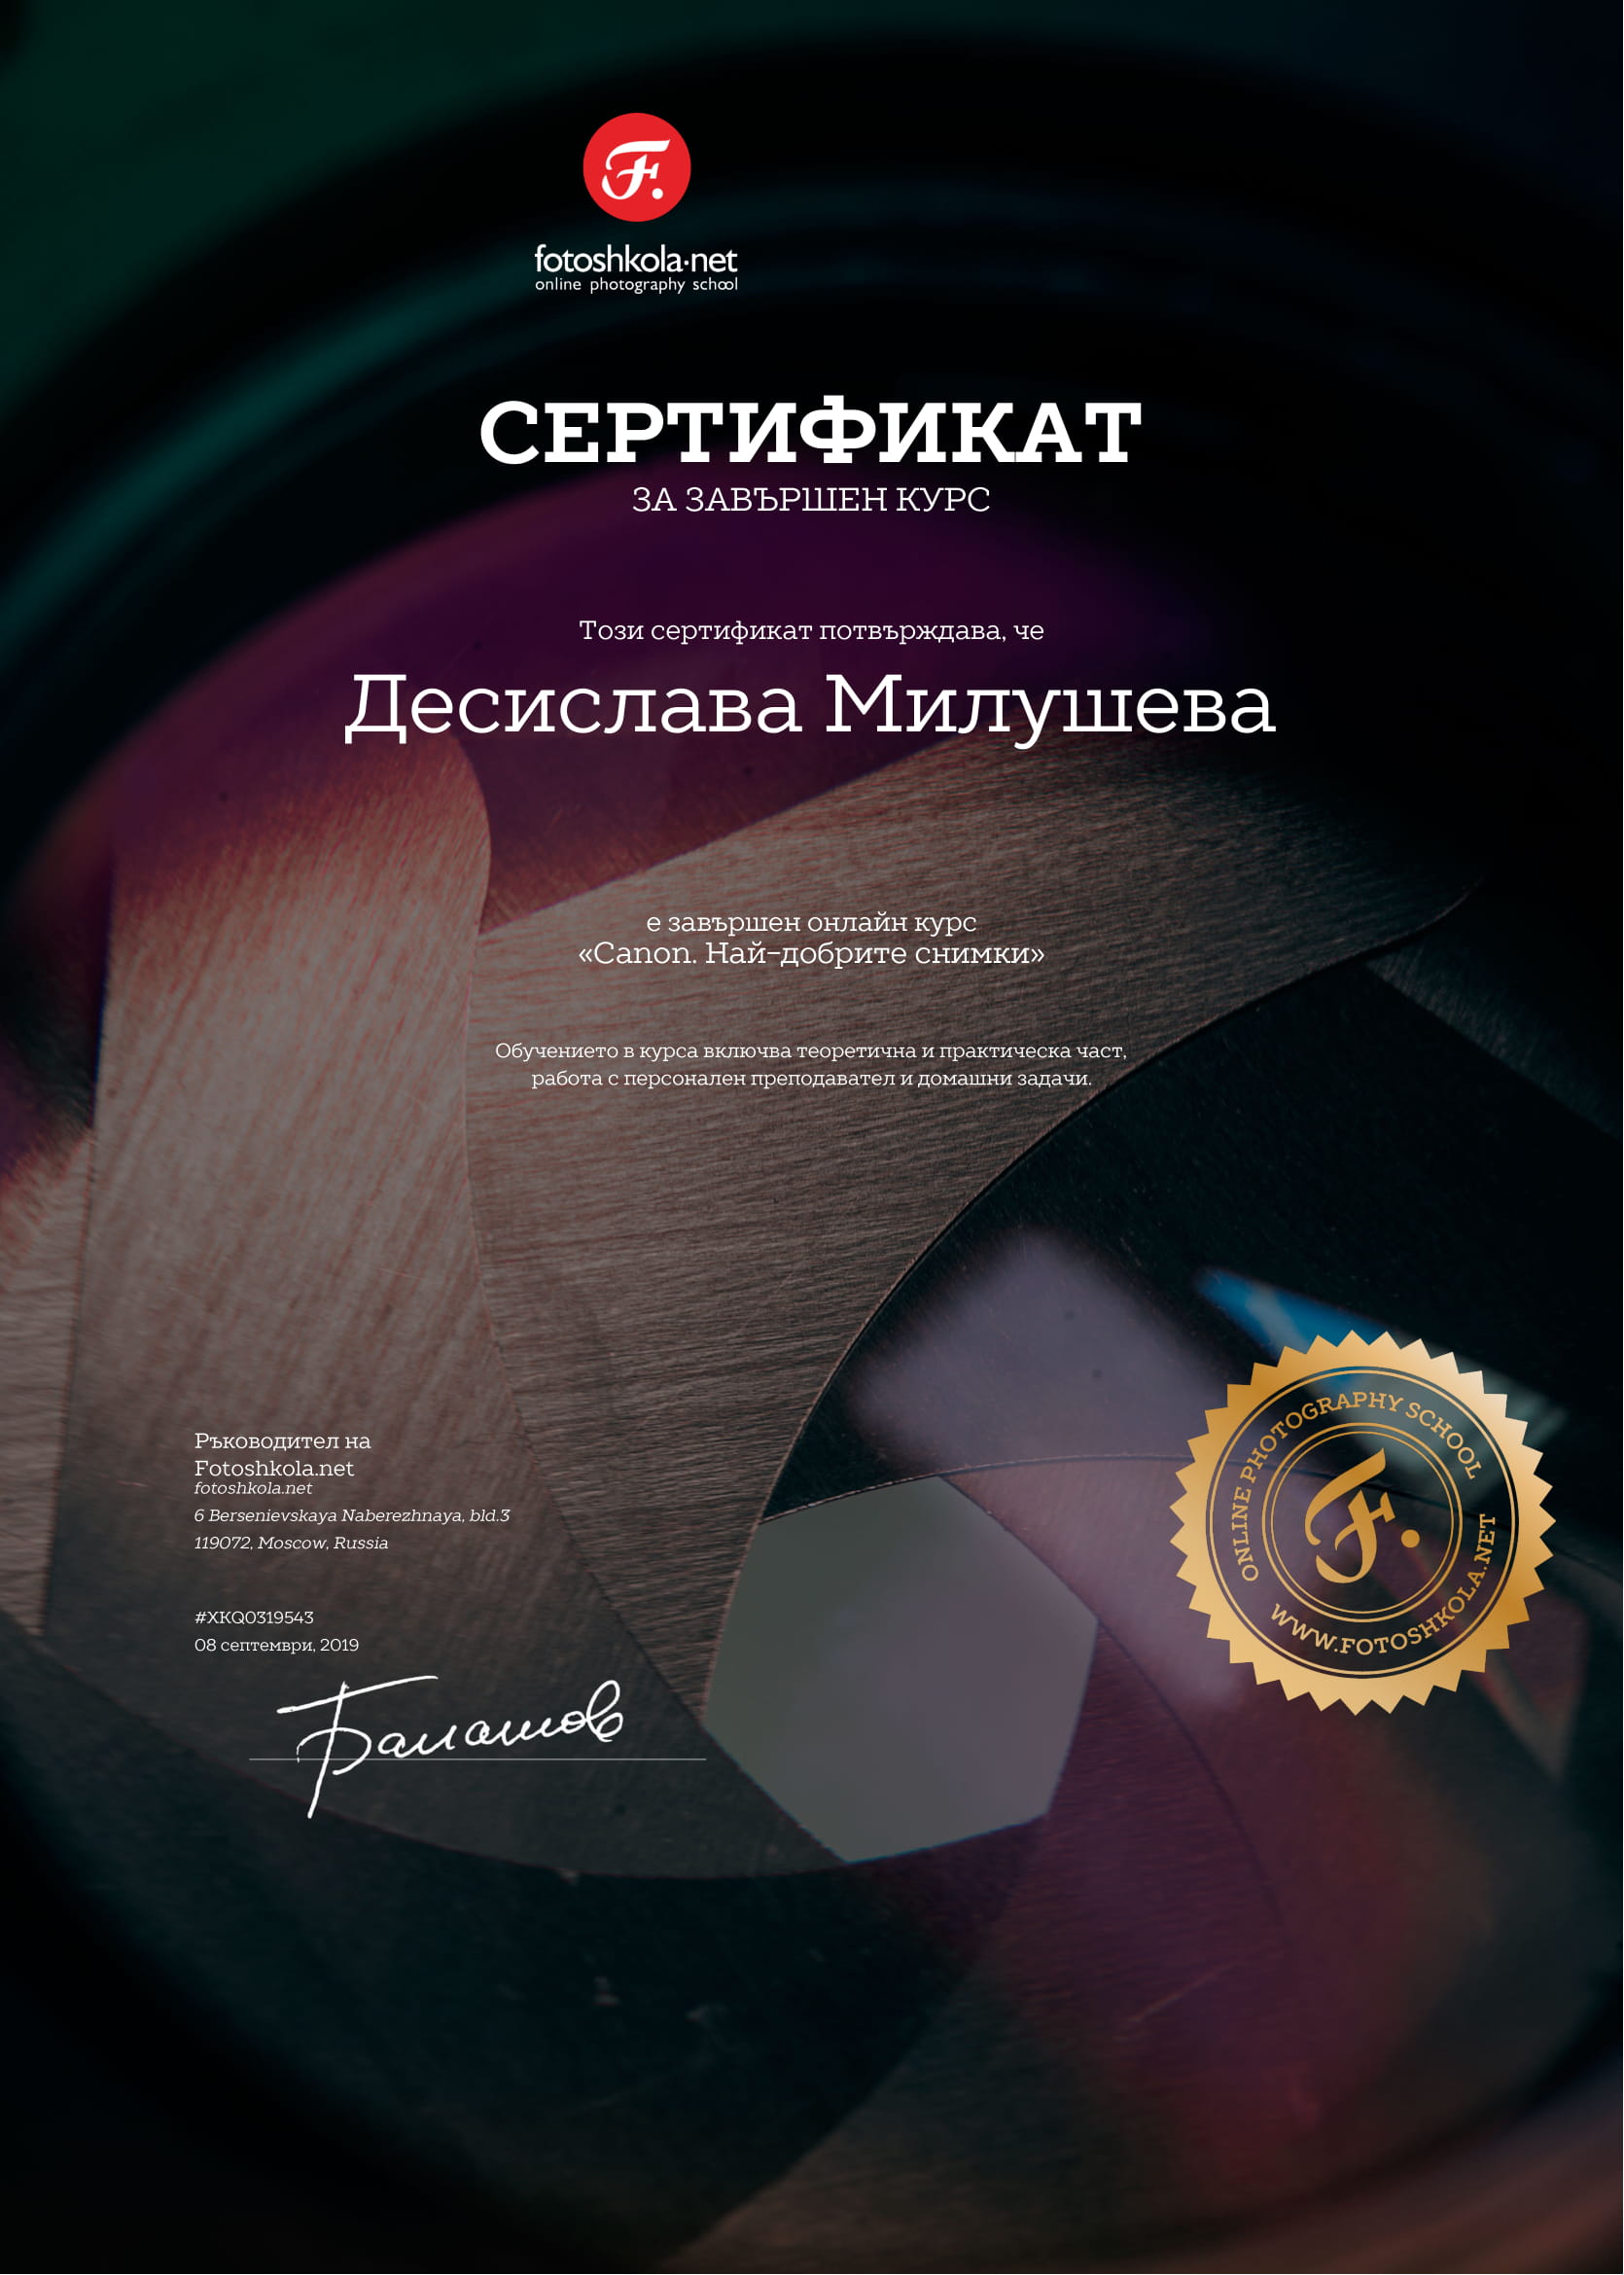 F.
fotoshkola.net
online photography school
СЕРТИФИКАТ
ЗА ЗАВЪРШЕН КУРС
Този сертификат потвърждава, че
Десислава Милушева
е завършен онлайн курс
«Canon. Най-добрите снимки»
Обучението в курса включва теоретична и практическа част,
работа с персонален преподавател и домашни задачи.
Ръководител на
Fotoshkola.net
fotoshkola.net
6 Bersenievskaya Naberezhnaya, bld.3
119072, Moscow, Russia
#XKQ0319543
08 септември, 2019
Балашов
ONLINE PHOTOGRAPHY SCHOOL
F.
WWW.FOTOSHKOLA.NET